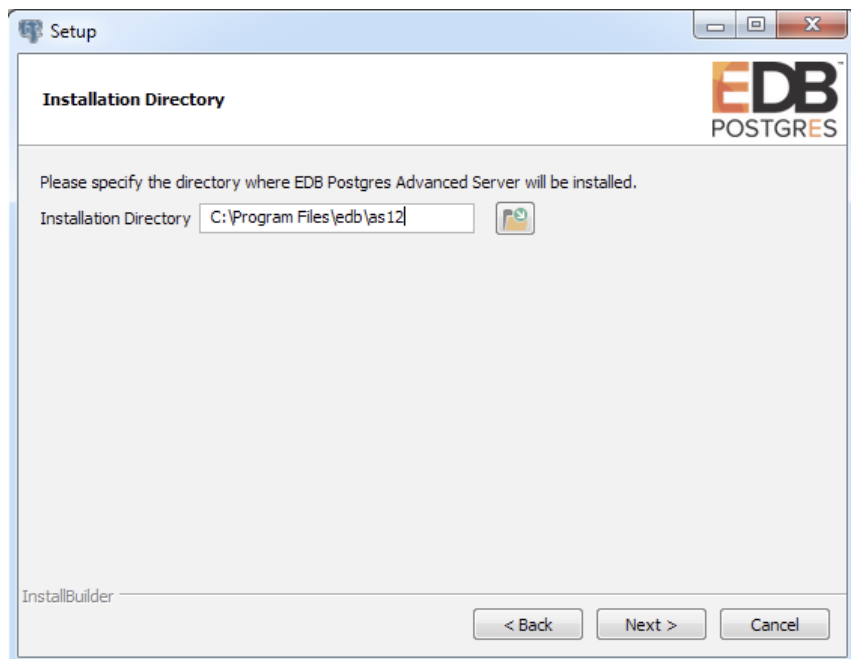 Setup
Installation Directory
EDB
POSTGRES
Please specify the directory where EDB Postgres Advanced Server will be installed.
Installation Directory C:\Program Files\edb\as12
InstallBuilder
< Back Next > Cancel